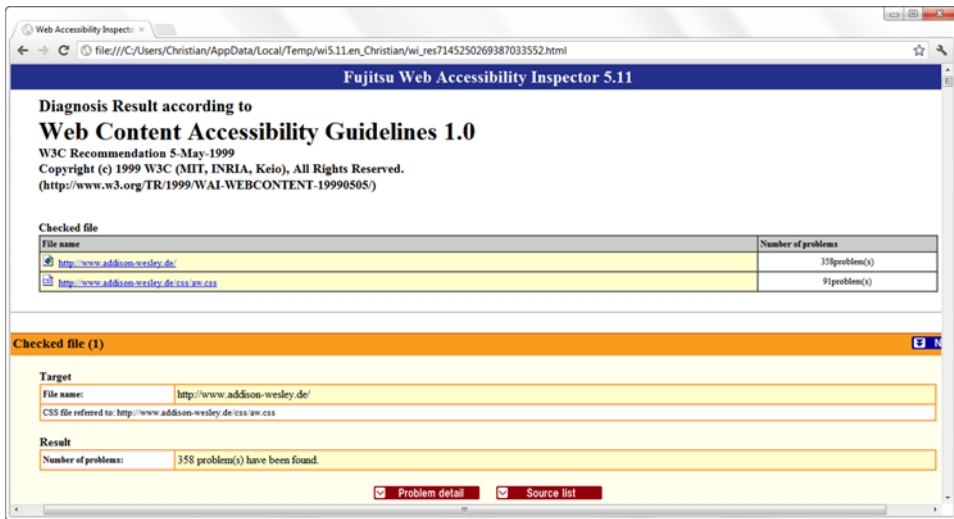 Web Accessibility Inspecto
file:///C:/Users/Christian/AppData/Local/Temp/wi5.11.en_Christian/wi_res7145250269387033552.html
Fujitsu Web Accessibility Inspector 5.11
Diagnosis Result according to
Web Content Accessibility Guidelines 1.0
W3C Recommendation 5-May-1999
Copyright (c) 1999 W3C (MIT, INRIA, Keio), All Rights Reserved.
(http://www.w3.org/TR/1999/WAI-WEBCONTENT-19990505/)
Checked file
File name Number of problems
http://www.addison-wesley.de/ 358problem(s)
http://www.addison-wesley.de/css/aw.css 91problem(s)
Checked file (1) N
Target
File name: http://www.addison-wesley.de/
CSS file referred to: http://www.addison-wesley.de/css/aw.css
Result
Number of problems: 358 problem(s) have been found.
Problem detail Source list